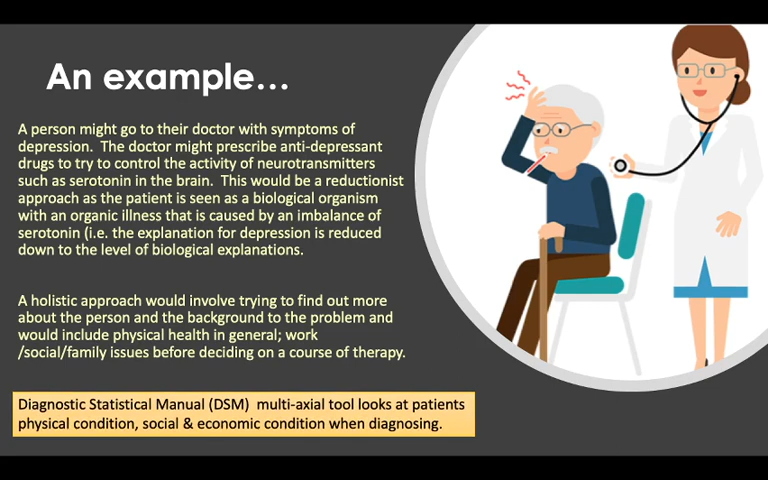 An example…
A person might go to their doctor with symptoms of
depression.  The doctor might prescribe anti-depressant
drugs to try to control the activity of neurotransmitters
such as serotonin in the brain.  This would be a reductionist
approach as the patient is seen as a biological organism
with an organic illness that is caused by an imbalance of
serotonin (i.e. the explanation for depression is reduced
down to the level of biological explanations.
A holistic approach would involve trying to find out more
about the person and the background to the problem and
would include physical health in general; work
/social/family issues before deciding on a course of therapy.
Diagnostic Statistical Manual (DSM)  multi-axial tool looks at patients
physical condition, social & economic condition when diagnosing.